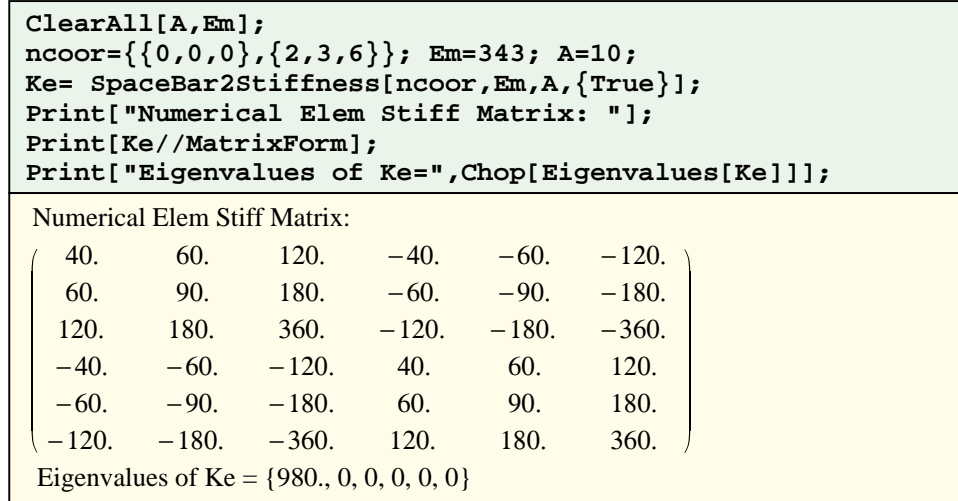 ClearAll[A,Em];
ncoor={{0,0,0},{2,3,6}}; Em=343; A=10;
Ke= SpaceBar2Stiffness[ncoor,Em,A,{True}];
Print["Numerical Elem Stiff Matrix: "];
Print[Ke//MatrixForm];
Print["Eigenvalues of Ke=",Chop[Eigenvalues[Ke]]];
Numerical Elem Stiff Matrix:
40. 60. 120. −40. −60. −120.
60. 90. 180. −60. −90. −180.
120. 180. 360. −120. −180. −360.
−40. −60. −120. 40. 60. 120.
−60. −90. −180. 60. 90. 180.
−120. −180. −360. 120. 180. 360.
Eigenvalues of Ke = {980., 0, 0, 0, 0, 0}